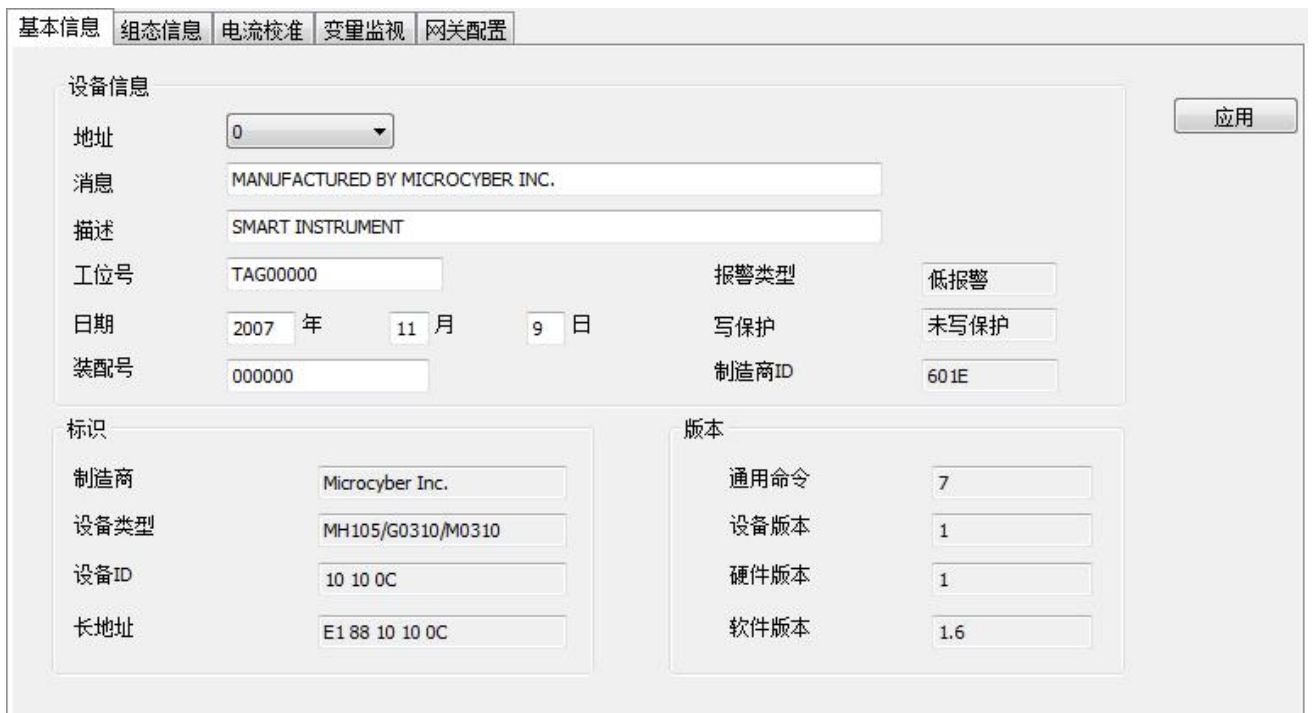 基本信息 组态信息 电流校准 变量监视 网关配置
设备信息
应用
地址 0
消息 MANUFACTURED BY MICROCYBER INC.
描述 SMART INSTRUMENT
工位号 TAG00000 报警类型 低报警
日期 2007 年 11 月 9 日 写保护 未写保护
装配号 000000 制造商ID 601E
标识 版本
制造商 Microcyber Inc. 通用命令 7
设备类型 MH105/G0310/M0310 设备版本 1
设备ID 10 10 0C 硬件版本 1
长地址 E1 88 10 10 0C 软件版本 1.6